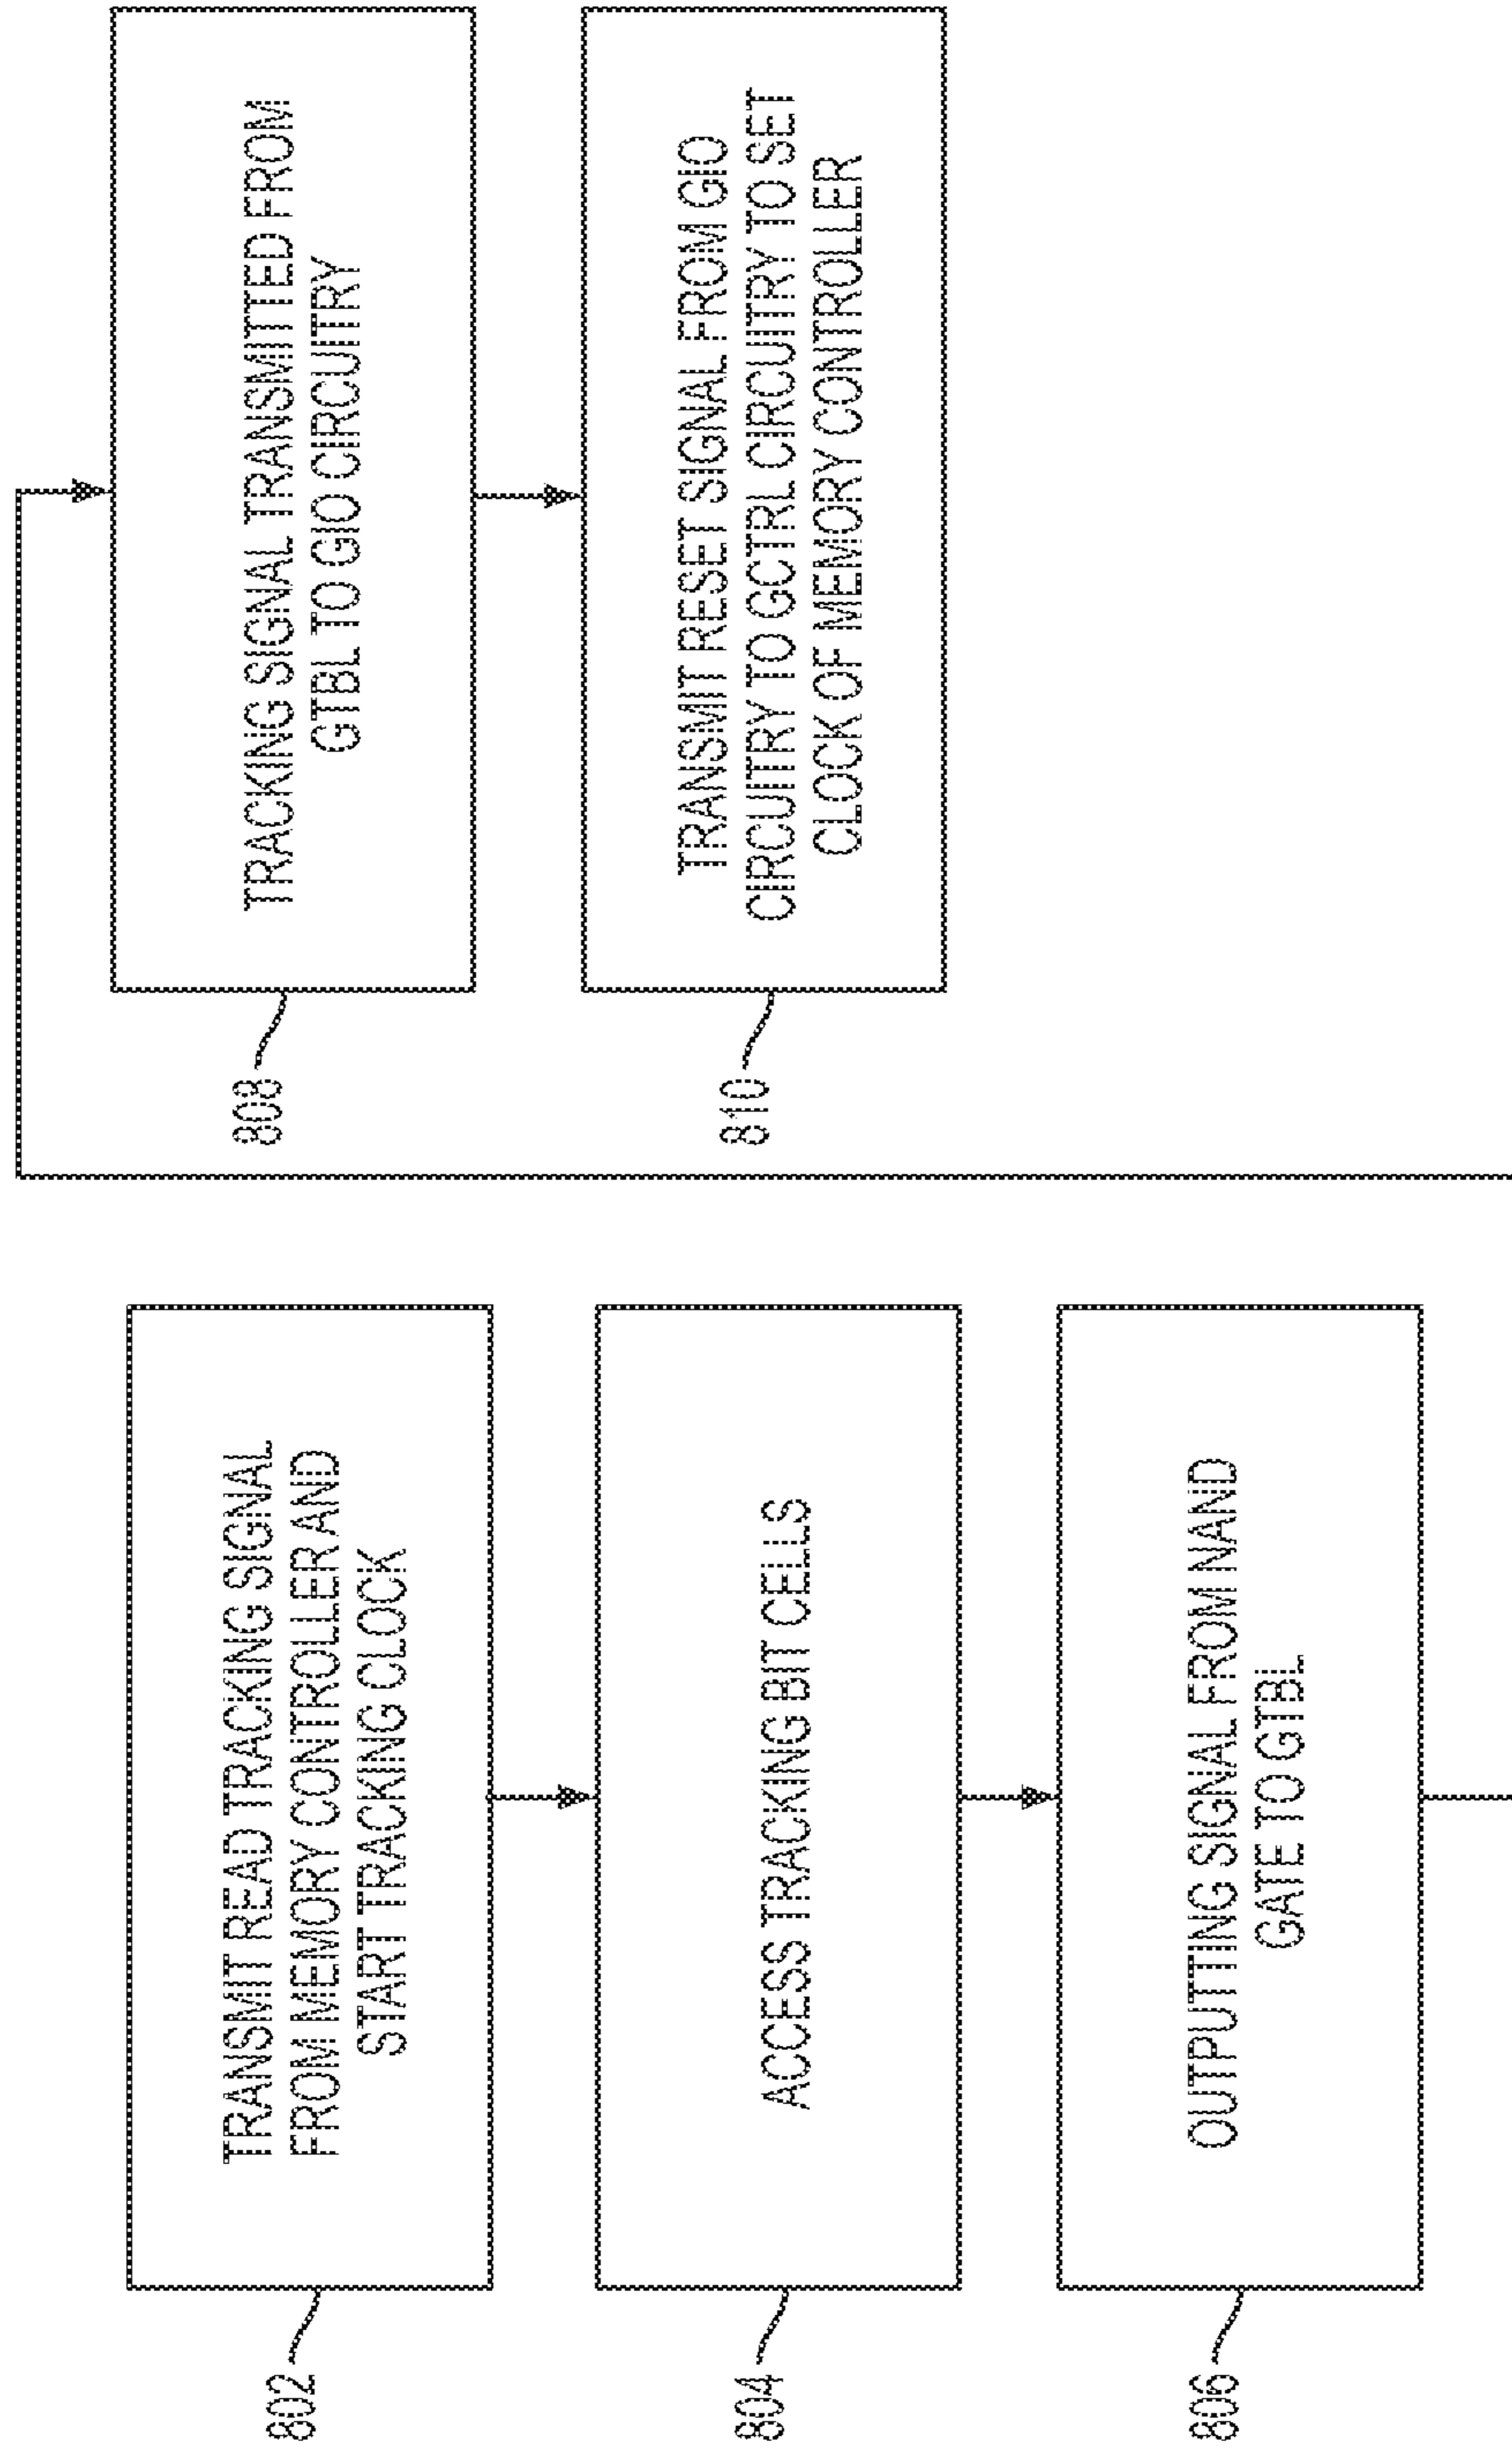 802
TRANSMIT READ TRACKING SIGNAL
FROM MEMORY CONTROLLER AND
START TRACKING CLOCK
804
ACCESS TRACKING BIT CELLS
806
OUTPUTTING SIGNAL FROM NAND
GATE TO GTBL
808
TRACKING SIGNAL TRANSMITTED FROM
GTBL TO GIO CIRCUITRY
810
TRANSMIT RESET SIGNAL FROM GIO
CIRCUITRY TO GCTRL CIRCUITRY TO SET
CLOCK OF MEMORY CONTROLLER